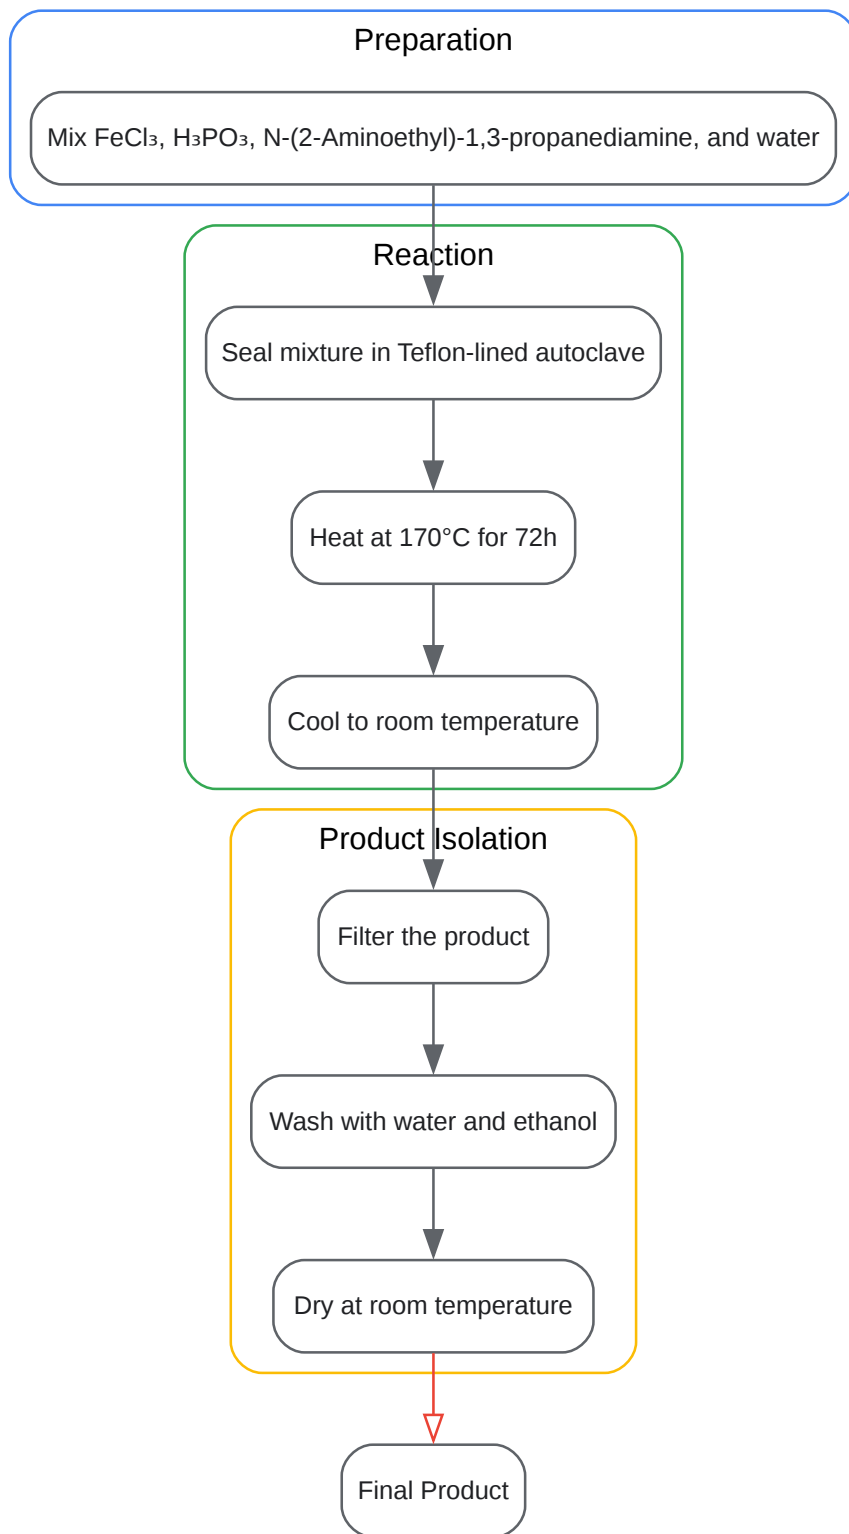 Preparation
Mix FeCl₃, H₃PO₃, N-(2-Aminoethyl)-1,3-propanediamine, and water
Reaction
Seal mixture in Teflon-lined autoclave
Heat at 170°C for 72h
Cool to room temperature
Product Isolation
Filter the product
Wash with water and ethanol
Dry at room temperature
Final Product